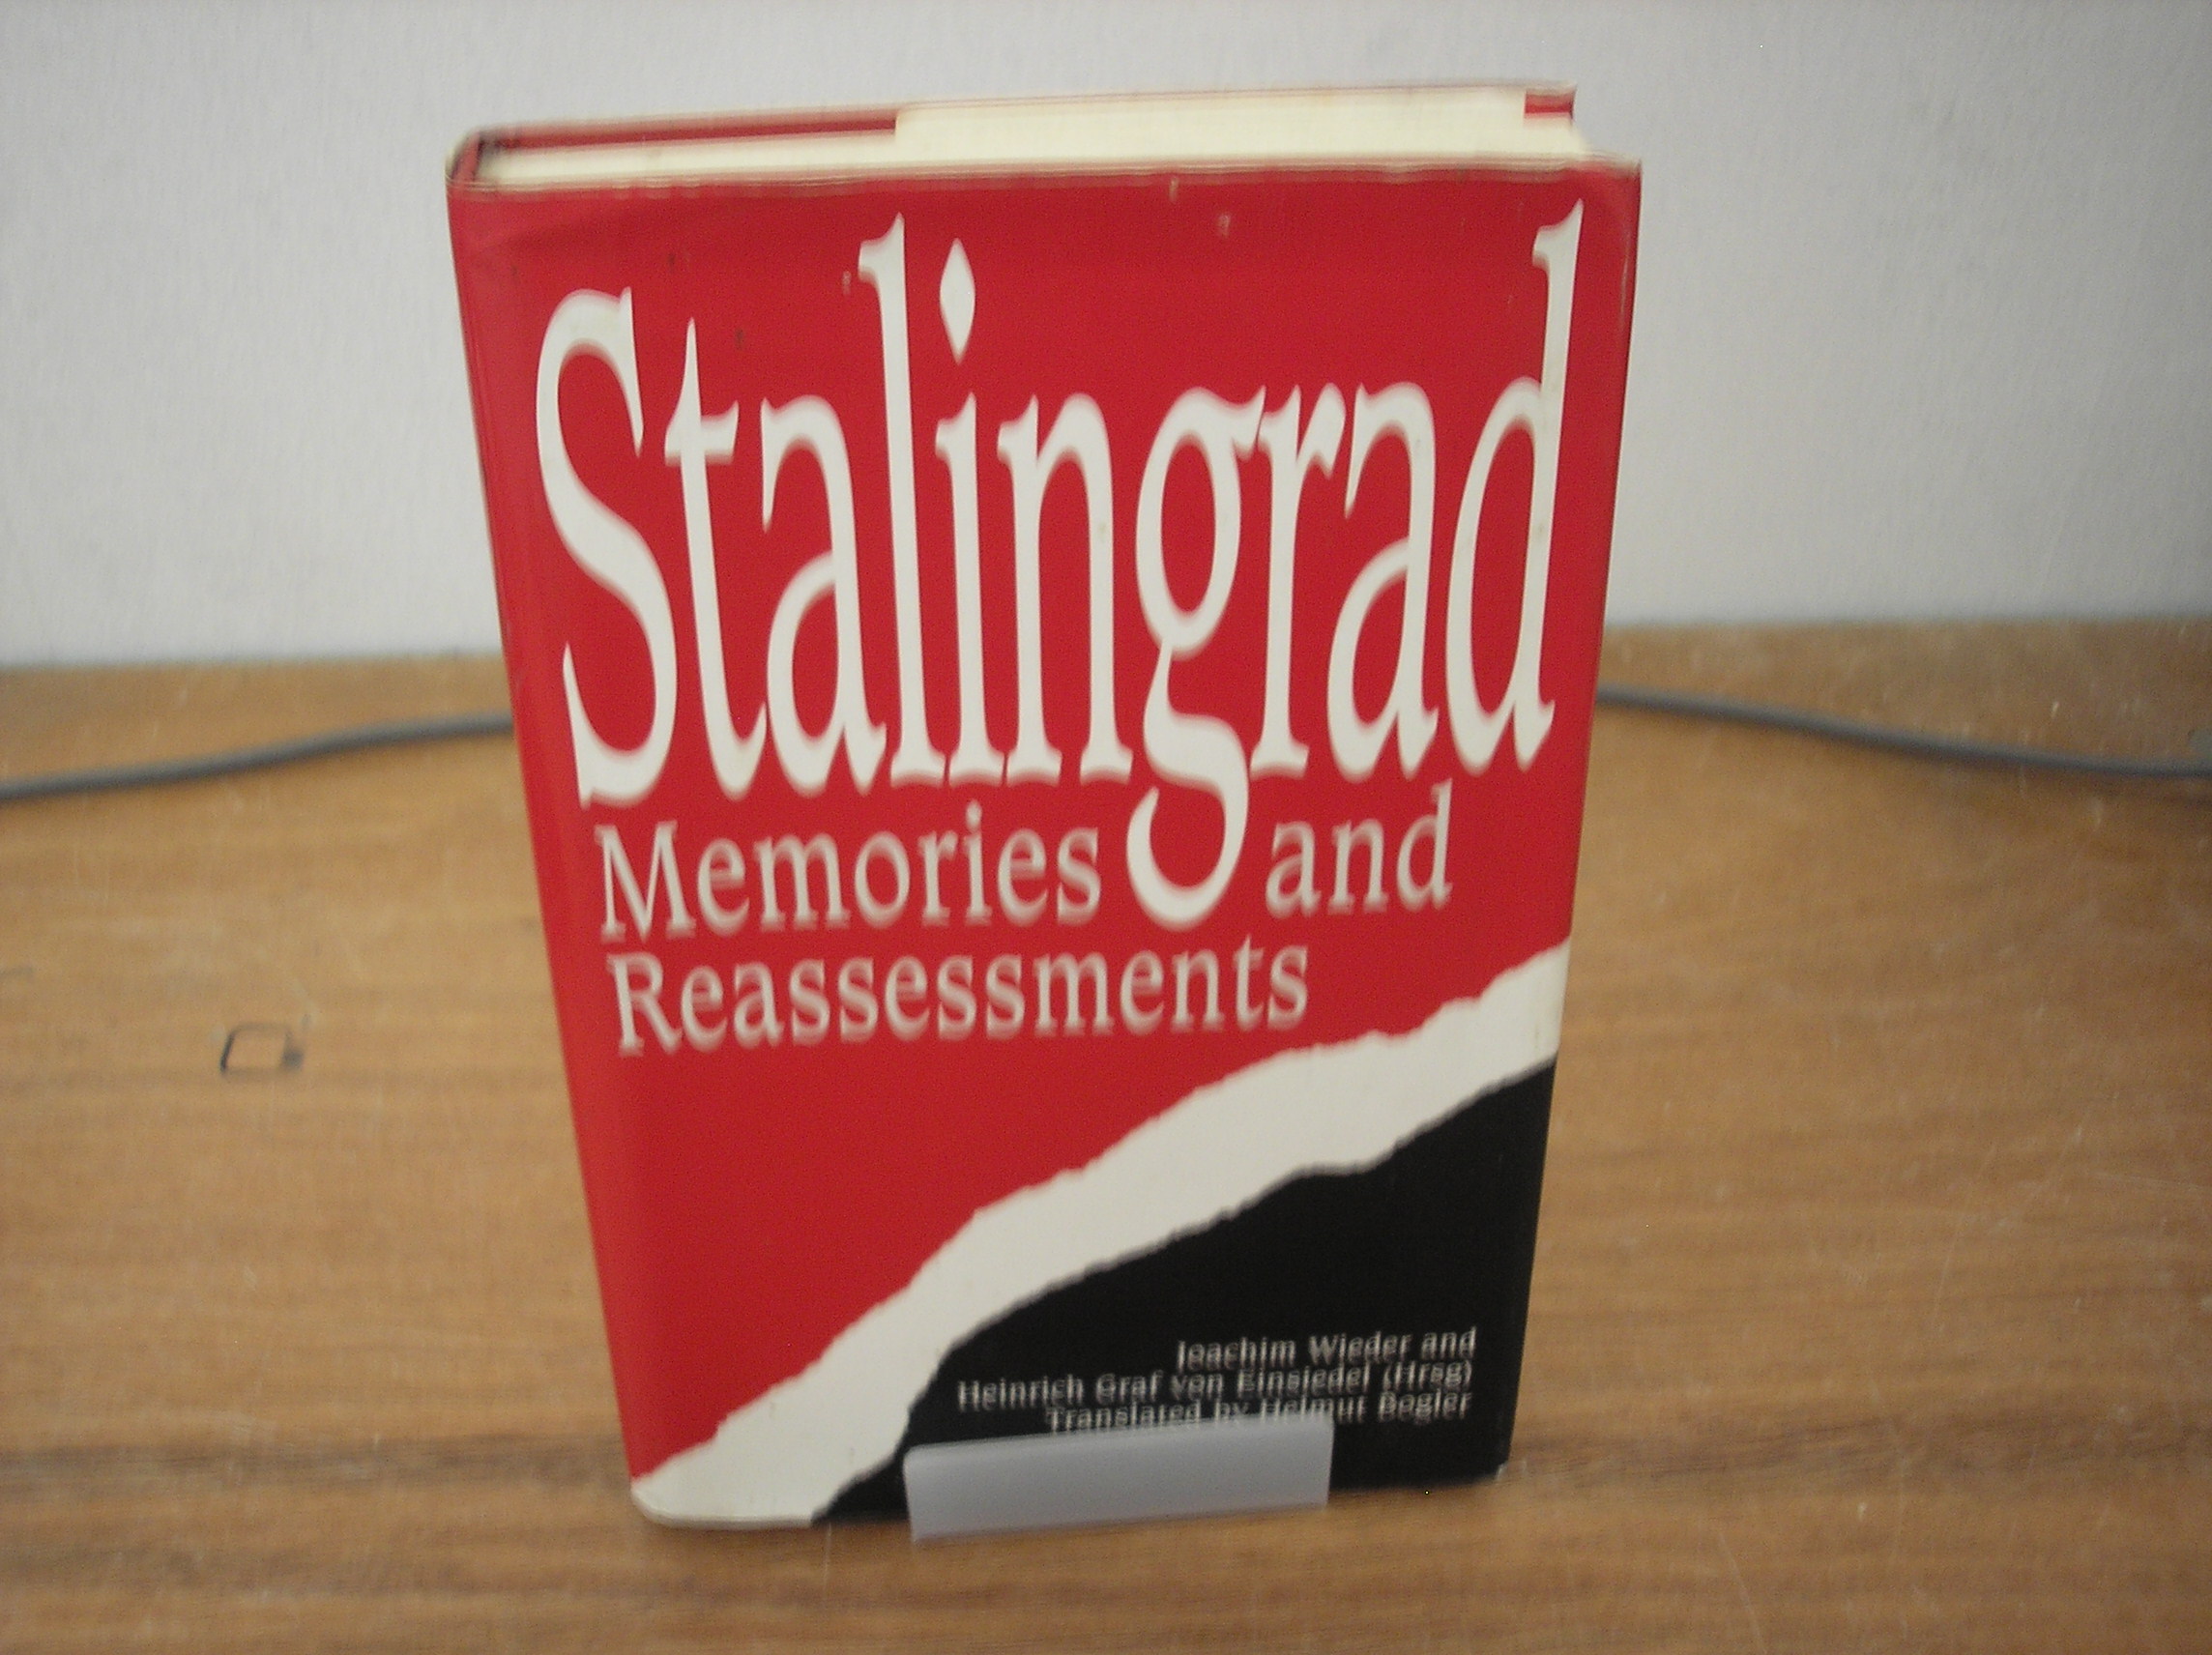 Stalingrad
Memories and
Reassessments
Joachim Wieder and
Heinrich Graf von Einsiedel (Hrsg)
Translated by Helmut Bogler